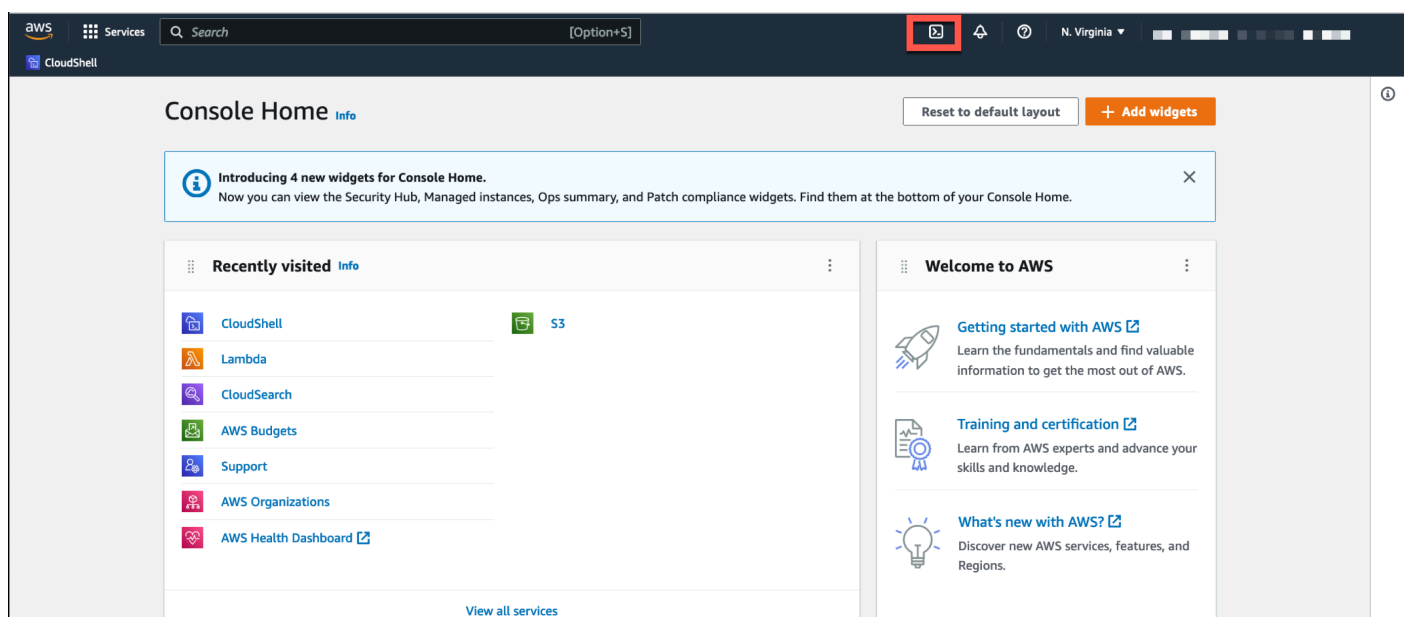 aws
Services
Search
[Option+S]
N. Virginia
CloudShell
Console Home Info
Reset to default layout
+ Add widgets
Introducing 4 new widgets for Console Home.
Now you can view the Security Hub, Managed instances, Ops summary, and Patch compliance widgets. Find them at the bottom of your Console Home.
Recently visited Info
CloudShell
Lambda
CloudSearch
AWS Budgets
Support
AWS Organizations
AWS Health Dashboard
S3
View all services
Welcome to AWS
Getting started with AWS
Learn the fundamentals and find valuable
information to get the most out of AWS.
Training and certification
Learn from AWS experts and advance your
skills and knowledge.
What's new with AWS?
Discover new AWS services, features, and
Regions.